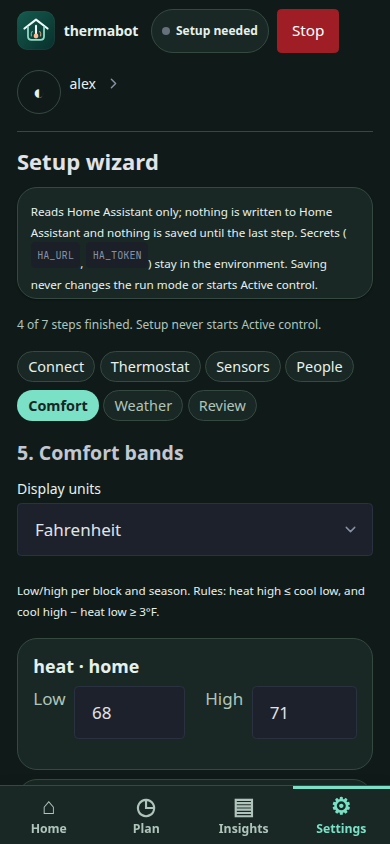 thermabot
Setup needed
Stop
alex
Setup wizard
Reads Home Assistant only; nothing is written to Home
Assistant and nothing is saved until the last step. Secrets (
HA_URL , HA_TOKEN ) stay in the environment. Saving
never changes the run mode or starts Active control.
4 of 7 steps finished. Setup never starts Active control.
Connect Thermostat Sensors People
Comfort Weather Review
5. Comfort bands
Display units
Fahrenheit
Low/high per block and season. Rules: heat high ≤ cool low, and
cool high − heat low ≥ 3°F.
heat · home
Low 68 High 71
Home Plan Insights Settings